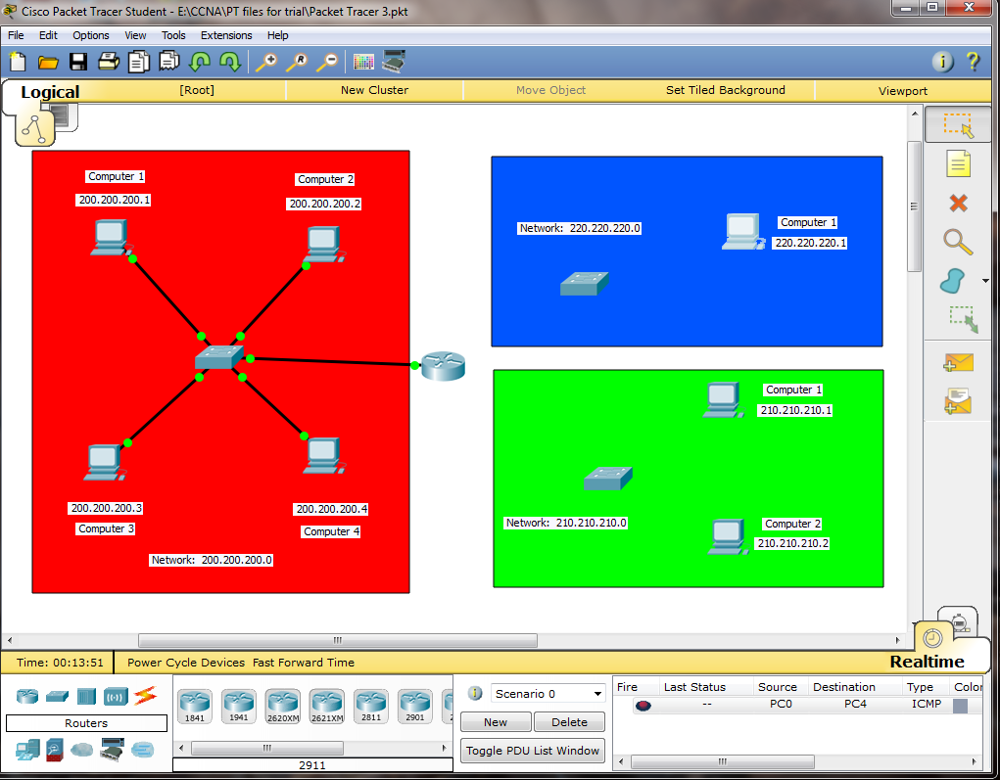 Cisco Packet Tracer Student - E:\CCNA\PT files for trial\Packet Tracer 3.pkt
File Edit Options View Tools Extensions Help
Logical [Root] New Cluster Move Object Set Tiled Background Viewport
Computer 1
200.200.200.1
Computer 2
200.200.200.2
200.200.200.3
Computer 3
200.200.200.4
Computer 4
Network: 200.200.200.0
Network: 220.220.220.0
Computer 1
220.220.220.1
Computer 1
210.210.210.1
Network: 210.210.210.0
Computer 2
210.210.210.2
Time: 00:13:51 Power Cycle Devices Fast Forward Time Realtime
Routers
1841 1941 2620XM 2621XM 2811 2901
2911
Scenario 0
New Delete
Toggle PDU List Window
Fire Last Status Source Destination Type Color
-- PC0 PC4 ICMP